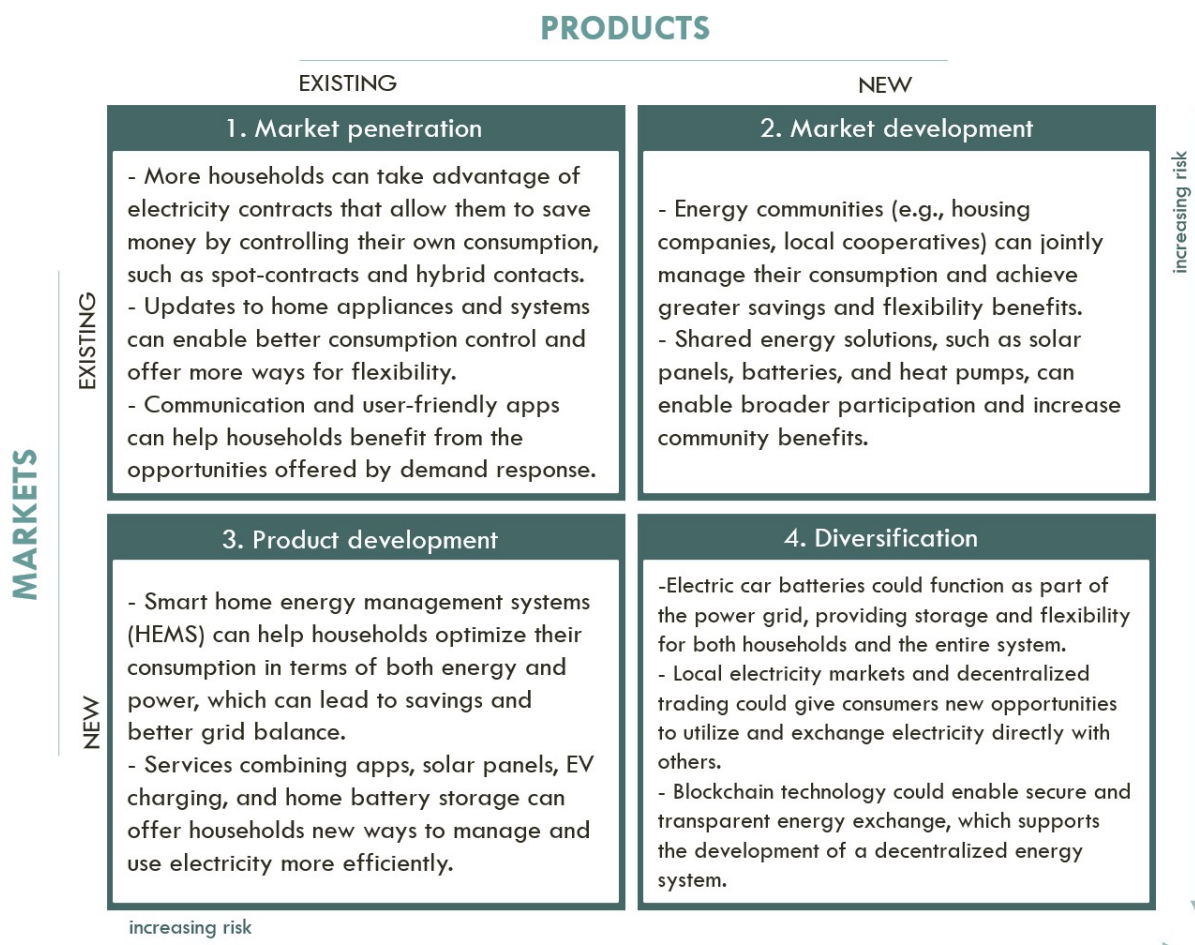 PRODUCTS
EXISTING
NEW
MARKETS
EXISTING
NEW
1. Market penetration
- More households can take advantage of
electricity contracts that allow them to save
money by controlling their own consumption,
such as spot-contracts and hybrid contacts.
- Updates to home appliances and systems
can enable better consumption control and
offer more ways for flexibility.
- Communication and user-friendly apps
can help households benefit from the
opportunities offered by demand response.
2. Market development
- Energy communities (e.g., housing
companies, local cooperatives) can jointly
manage their consumption and achieve
greater savings and flexibility benefits.
- Shared energy solutions, such as solar
panels, batteries, and heat pumps, can
enable broader participation and increase
community benefits.
increasing risk
3. Product development
- Smart home energy management systems
(HEMS) can help households optimize their
consumption in terms of both energy and
power, which can lead to savings and
better grid balance.
- Services combining apps, solar panels, EV
charging, and home battery storage can
offer households new ways to manage and
use electricity more efficiently.
4. Diversification
-Electric car batteries could function as part of
the power grid, providing storage and flexibility
for both households and the entire system.
- Local electricity markets and decentralized
trading could give consumers new opportunities
to utilize and exchange electricity directly with
others.
- Blockchain technology could enable secure and
transparent energy exchange, which supports
the development of a decentralized energy
system.
increasing risk